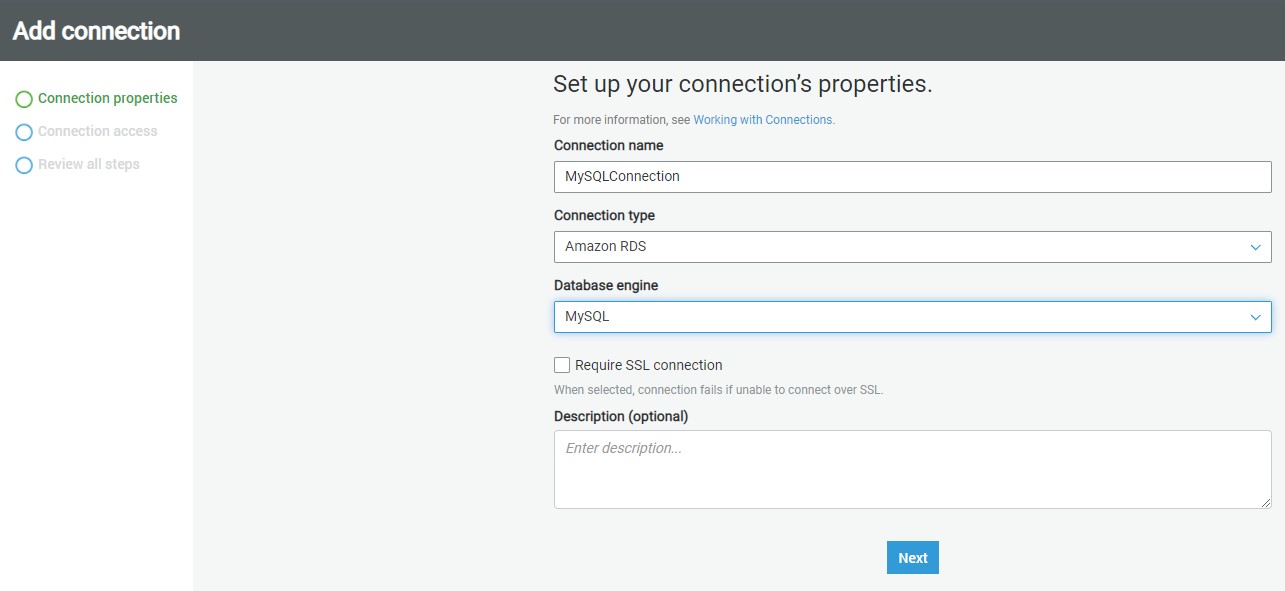 Add connection
Connection properties
Connection access
Review all steps
Set up your connection’s properties.
For more information, see Working with Connections.
Connection name
MySQLConnection
Connection type
Amazon RDS
Database engine
MySQL
Require SSL connection
When selected, connection fails if unable to connect over SSL.
Description (optional)
Enter description...
Next